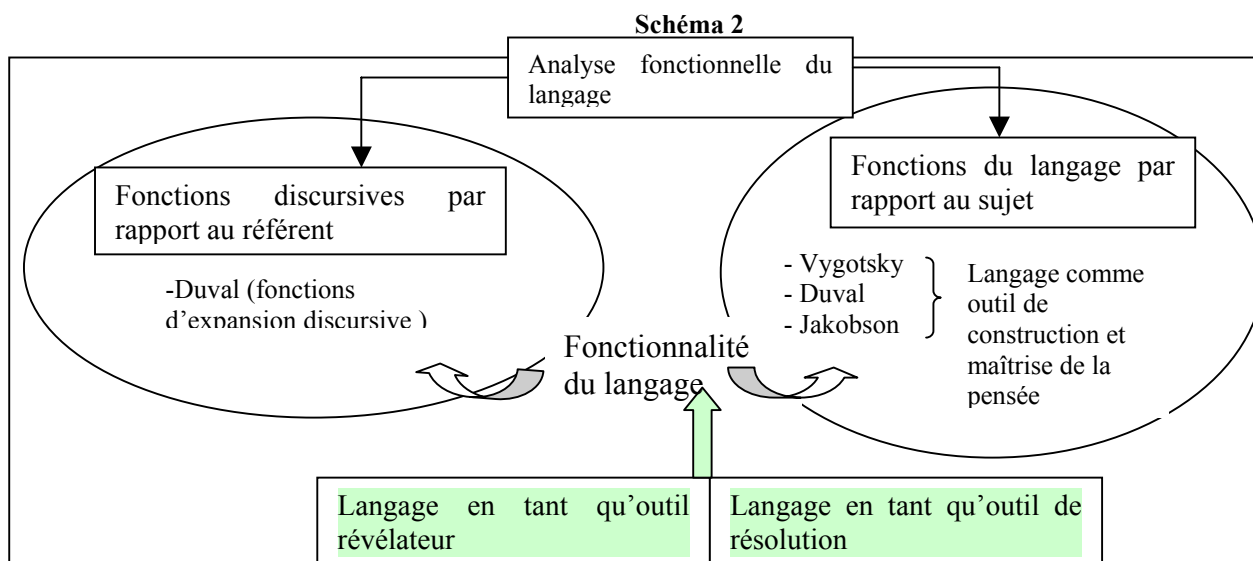 Schéma 2
Analyse fonctionnelle du
langage
Fonctions discursives par
rapport au référent
Fonctions du langage par
rapport au sujet
-Duval (fonctions
d'expansion discursive )
- Vygotsky
- Duval
- Jakobson
Langage comme
outil de
construction et
maîtrise de la
pensée
Fonctionnalité
du langage
Langage en tant qu'outil
révélateur
Langage en tant qu'outil de
résolution